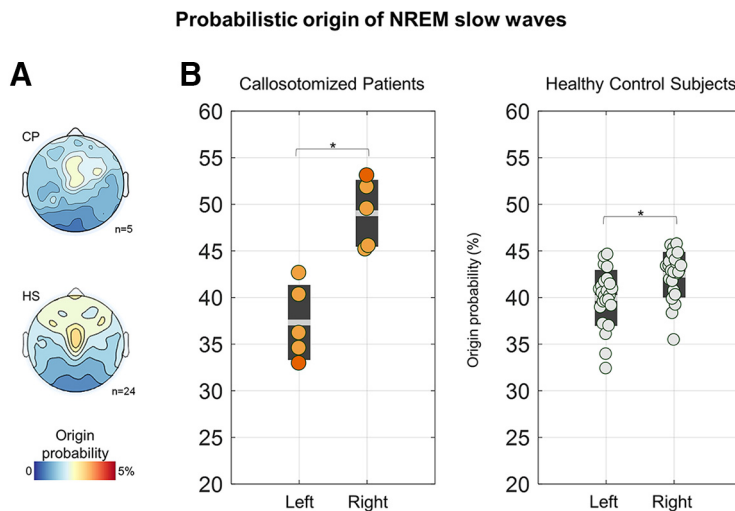 Probabilistic origin of NREM slow waves
A
CP
n=5
HS
n=24
Origin
probability
0
5%
B
Callosotomized Patients
60
55
50
45
40
35
30
25
20
*
Left
Right
Healthy Control Subjects
Origin probability (%)
60
55
50
45
40
35
30
25
20
*
Left
Right